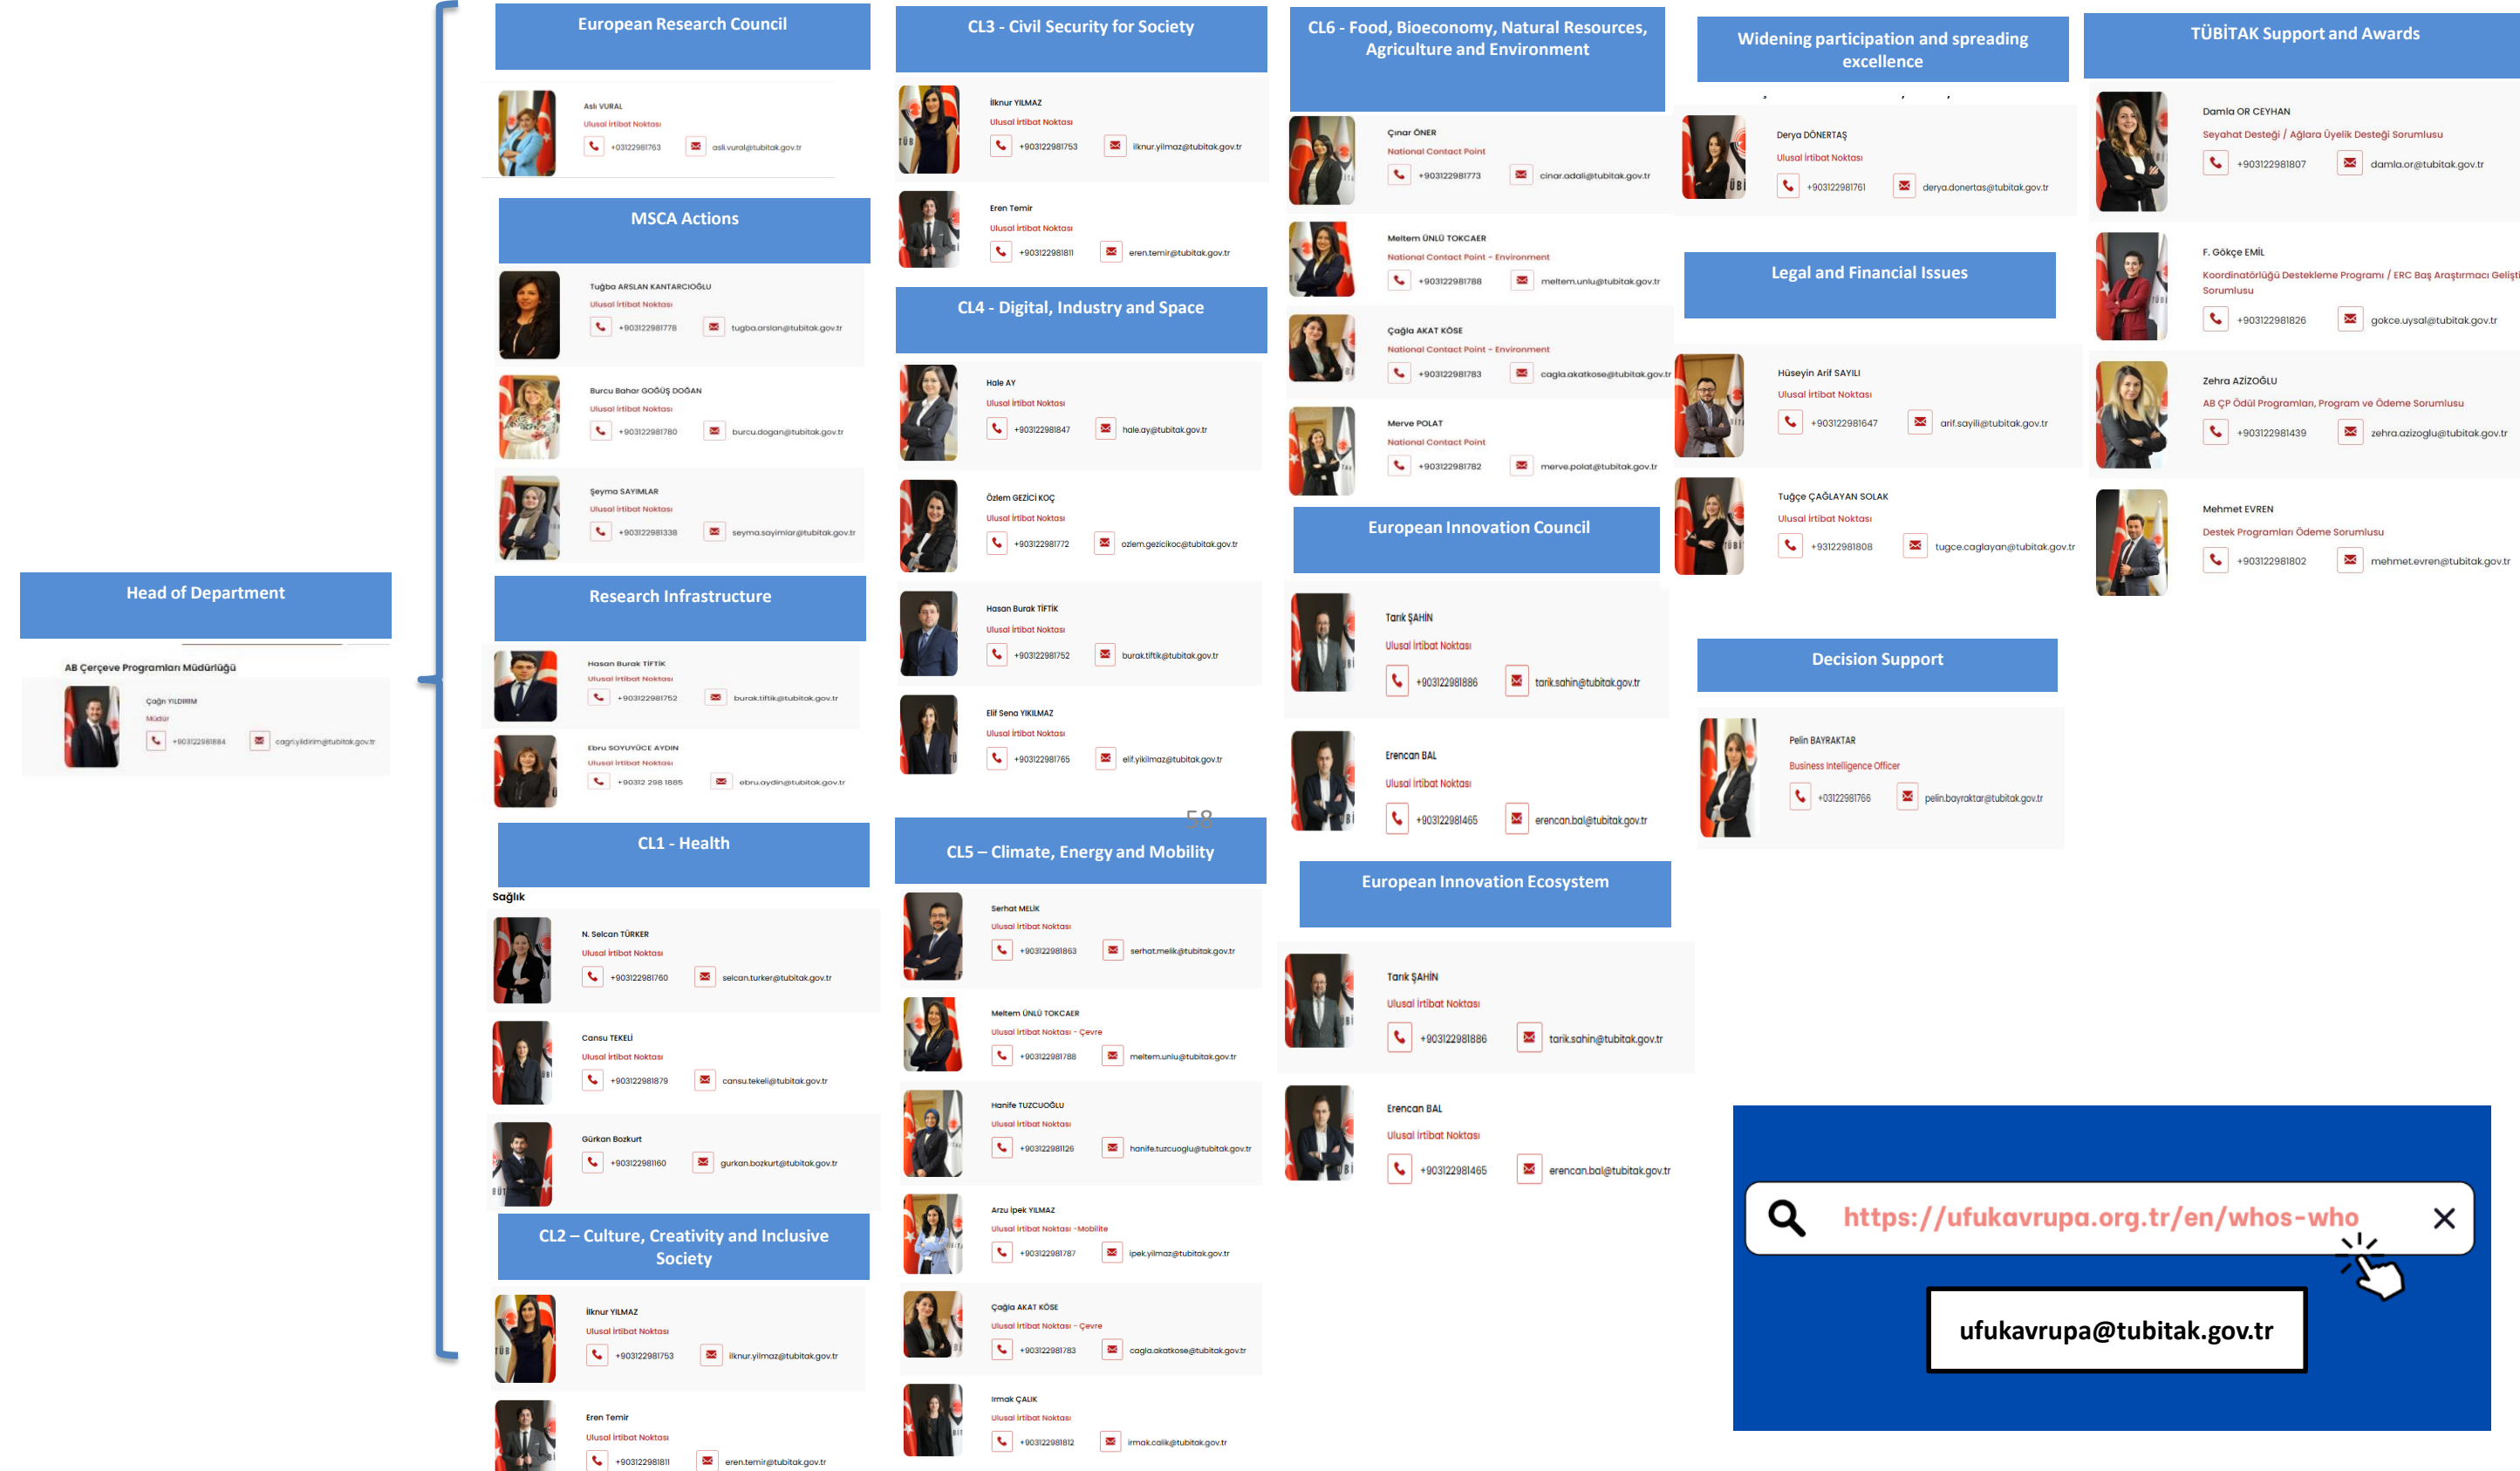 Head of Department
AB Çerçeve Programları Müdürlüğü
Çağrı YILDIRIM
Müdür
+903122981884 cagri.yildirim@tubitak.gov.tr
European Research Council
Aslı VURAL
Ulusal İrtibat Noktası
+03122981763 asli.vural@tubitak.gov.tr
MSCA Actions
Tuğba ARSLAN KANTARCIOĞLU
Ulusal İrtibat Noktası
+903122981778 tugba.arslan@tubitak.gov.tr
Burcu Bahar GOĞÜŞ DOĞAN
Ulusal İrtibat Noktası
+903122981780 burcu.dogan@tubitak.gov.tr
Şeyma SAYIMLAR
Ulusal İrtibat Noktası
+903122981338 seyma.sayimlar@tubitak.gov.tr
Research Infrastructure
Hasan Burak TİFTİK
Ulusal İrtibat Noktası
+903122981752 burak.tiftik@tubitak.gov.tr
Ebru SOYUYÜCE AYDIN
Ulusal İrtibat Noktası
+90312 298 1885 ebru.aydin@tubitak.gov.tr
CL1 - Health
Sağlık
N. Selcan TÜRKER
Ulusal İrtibat Noktası
+903122981760 selcan.turker@tubitak.gov.tr
Cansu TEKELİ
Ulusal İrtibat Noktası
+903122981879 cansu.tekeli@tubitak.gov.tr
Gürkan Bozkurt
+903122981160 gurkan.bozkurt@tubitak.gov.tr
CL2 – Culture, Creativity and Inclusive
Society
İlknur YILMAZ
Ulusal İrtibat Noktası
+903122981753 ilknur.yilmaz@tubitak.gov.tr
Eren Temir
Ulusal İrtibat Noktası
+903122981811 eren.temir@tubitak.gov.tr
CL3 - Civil Security for Society
İlknur YILMAZ
Ulusal İrtibat Noktası
+903122981753 ilknur.yilmaz@tubitak.gov.tr
Eren Temir
Ulusal İrtibat Noktası
+903122981811 eren.temir@tubitak.gov.tr
CL4 - Digital, Industry and Space
Hale AY
Ulusal İrtibat Noktası
+903122981847 hale.ay@tubitak.gov.tr
Özlem GEZİCİ KOÇ
Ulusal İrtibat Noktası
+903122981772 ozlem.gezicikoc@tubitak.gov.tr
Hasan Burak TİFTİK
Ulusal İrtibat Noktası
+903122981752 burak.tiftik@tubitak.gov.tr
Elif Sena YIKILMAZ
Ulusal İrtibat Noktası
+903122981765 elif.yikilmaz@tubitak.gov.tr
58
CL5 – Climate, Energy and Mobility
Serhat MELİK
Ulusal İrtibat Noktası
+903122981863 serhat.melik@tubitak.gov.tr
Meltem ÜNLÜ TOKCAER
Ulusal İrtibat Noktası - Çevre
+903122981788 meltem.unlu@tubitak.gov.tr
Hanife TUZCUOĞLU
Ulusal İrtibat Noktası
+903122981126 hanife.tuzcuoglu@tubitak.gov.tr
Arzu İpek YILMAZ
Ulusal İrtibat Noktası -Mobilite
+903122981787 ipek.yilmaz@tubitak.gov.tr
Çağla AKAT KÖSE
Ulusal İrtibat Noktası - Çevre
+903122981783 cagla.akatkose@tubitak.gov.tr
Irmak ÇALIK
Ulusal İrtibat Noktası
+903122981812 irmak.calik@tubitak.gov.tr
CL6 - Food, Bioeconomy, Natural Resources,
Agriculture and Environment
Çınar ÖNER
National Contact Point
+903122981773 cinar.adali@tubitak.gov.tr
Meltem ÜNLÜ TOKCAER
National Contact Point - Environment
+903122981788 meltem.unlu@tubitak.gov.tr
Çağla AKAT KÖSE
National Contact Point - Environment
+903122981783 cagla.akatkose@tubitak.gov.tr
Merve POLAT
National Contact Point
+903122981782 merve.polat@tubitak.gov.tr
European Innovation Council
Tarık ŞAHİN
Ulusal İrtibat Noktası
+903122981886 tarik.sahin@tubitak.gov.tr
Erencan BAL
Ulusal İrtibat Noktası
+903122981465 erencan.bal@tubitak.gov.tr
European Innovation Ecosystem
Tarık ŞAHİN
Ulusal İrtibat Noktası
+903122981886 tarik.sahin@tubitak.gov.tr
Erencan BAL
Ulusal İrtibat Noktası
+903122981465 erencan.bal@tubitak.gov.tr
Widening participation and spreading
excellence
Derya DÖNERTAŞ
Ulusal İrtibat Noktası
+903122981761 derya.donertas@tubitak.gov.tr
Legal and Financial Issues
Hüseyin Arif SAYILI
Ulusal İrtibat Noktası
+903122981647 arif.sayili@tubitak.gov.tr
Tuğçe ÇAĞLAYAN SOLAK
Ulusal İrtibat Noktası
+93122981808 tugce.caglayan@tubitak.gov.tr
Decision Support
Pelin BAYRAKTAR
Business Intelligence Officer
+03122981766 pelin.bayraktar@tubitak.gov.tr
TÜBİTAK Support and Awards
Damla OR CEYHAN
Seyahat Desteği / Ağlara Üyelik Desteği Sorumlusu
+903122981807 damla.or@tubitak.gov.tr
F. Gökçe EMİL
Koordinatörlüğü Destekleme Programı / ERC Baş Araştırmacı Gelişti
Sorumlusu
+903122981826 gokce.uysal@tubitak.gov.tr
Zehra AZİZOĞLU
AB ÇP Ödül Programları, Program ve Ödeme Sorumlusu
+903122981439 zehra.azizoglu@tubitak.gov.tr
Mehmet EVREN
Destek Programları Ödeme Sorumlusu
+903122981802 mehmet.evren@tubitak.gov.tr
https://ufukavrupa.org.tr/en/whos-who
ufukavrupa@tubitak.gov.tr